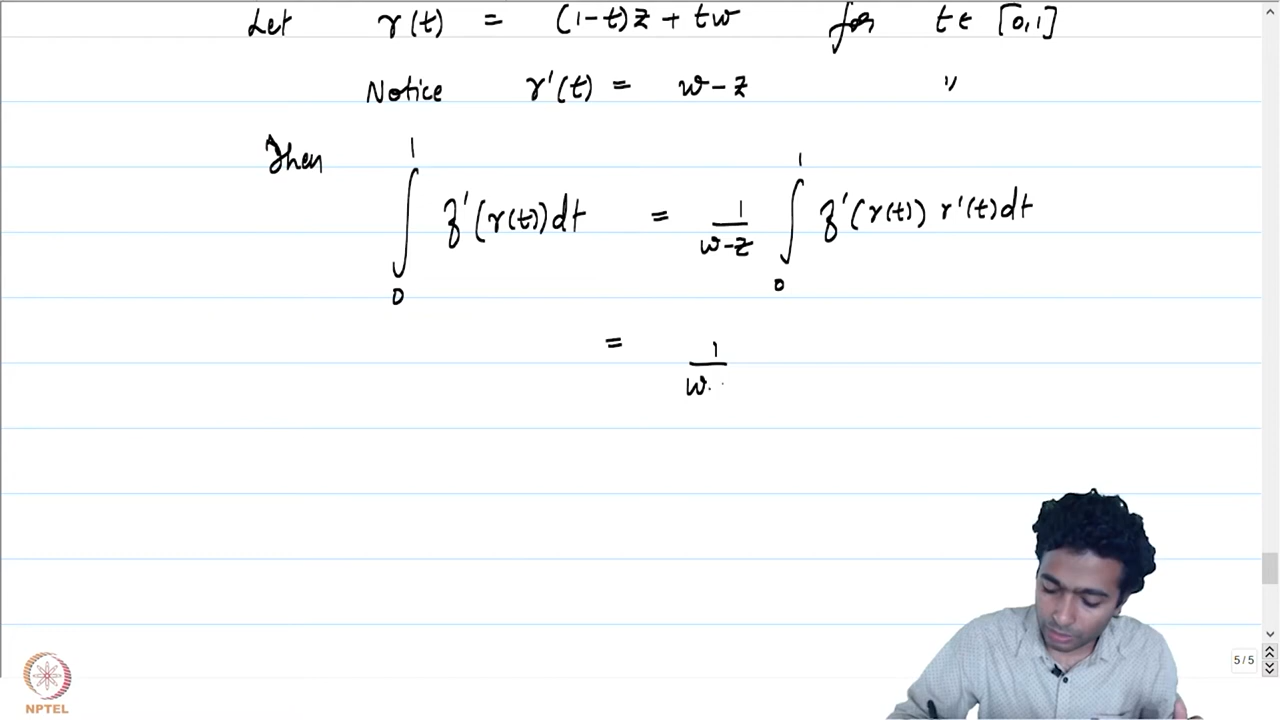 Let γ(t) = (1-t)z + tw for t ∈ [0,1]
Notice γ'(t) = w-z "
Then ∫₀¹ f'(γ(t))dt = 1/(w-z) ∫₀¹ f'(γ(t)) γ'(t)dt
= 1/w-
5/5
NPTEL